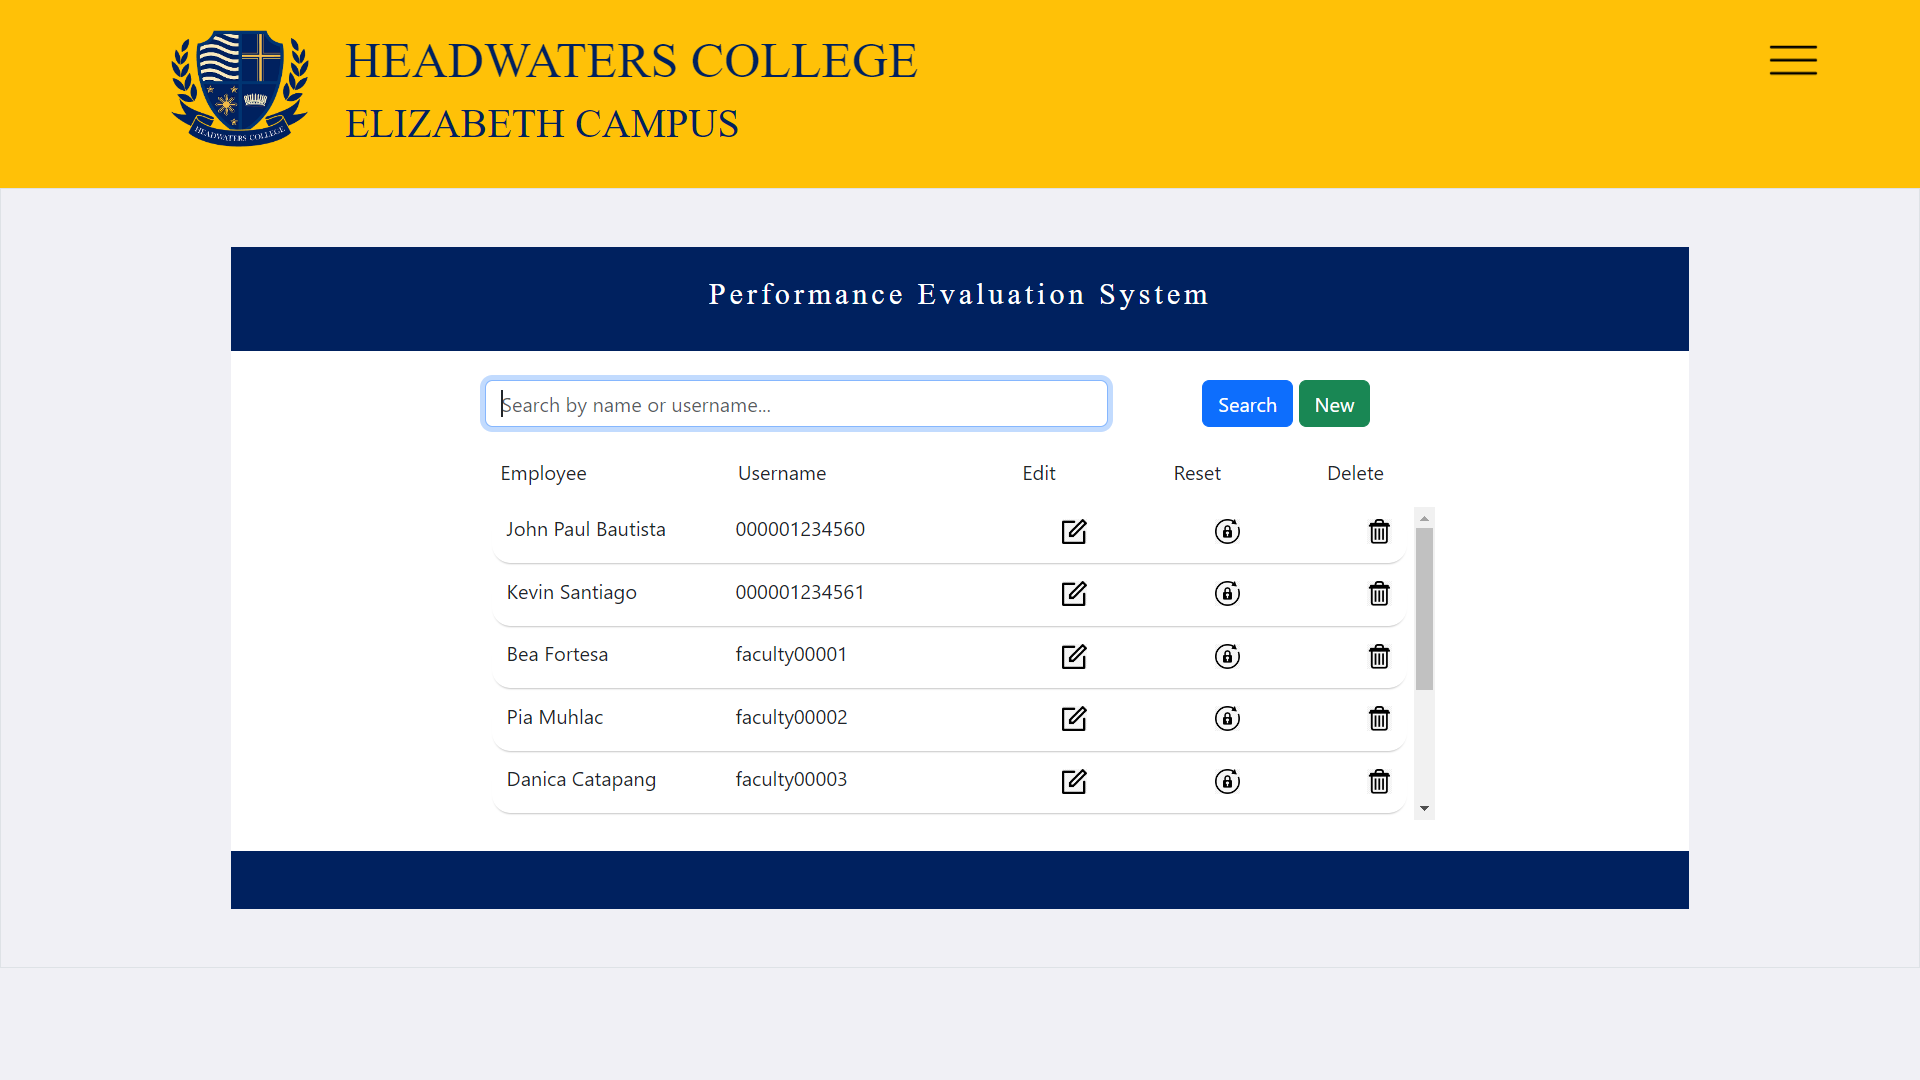 HEADWATERS COLLEGE
ELIZABETH CAMPUS
HEADWATERS COLLEGE
Performance Evaluation System
Search by name or username...
Search
New
Employee Username Edit Reset Delete
John Paul Bautista 000001234560
Kevin Santiago 000001234561
Bea Fortesa faculty00001
Pia Muhlac faculty00002
Danica Catapang faculty00003